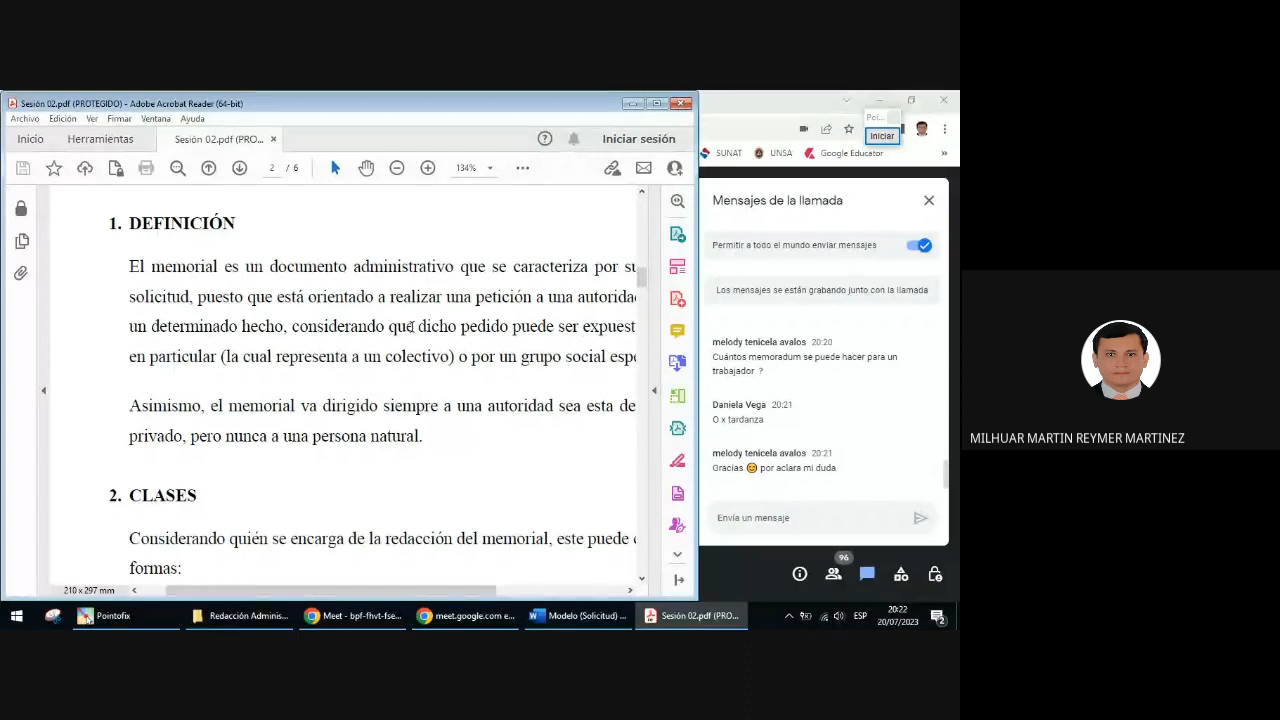 Sesión 02.pdf (PROTEGIDO) - Adobe Acrobat Reader (64-bit)
Archivo Edición Ver Firmar Ventana Ayuda
Inicio Herramientas Sesión 02.pdf (PRO... × Iniciar sesión
2 / 6 134%
1. DEFINICIÓN
El memorial es un documento administrativo que se caracteriza por su
solicitud, puesto que está orientado a realizar una petición a una autorida
un determinado hecho, considerando que dicho pedido puede ser expuest
en particular (la cual representa a un colectivo) o por un grupo social espe
Asimismo, el memorial va dirigido siempre a una autoridad sea esta de
privado, pero nunca a una persona natural.
2. CLASES
Considerando quién se encarga de la redacción del memorial, este puede
formas:
210 x 297 mm
Poi...
Iniciar
SUNAT UNSA Google Educator »
Mensajes de la llamada
Permitir a todo el mundo enviar mensajes
Los mensajes se están grabando junto con la llamada
melody tenicela avalos 20:20
Cuántos memoradum se puede hacer para un
trabajador ?
Daniela Vega 20:21
O x tardanza
melody tenicela avalos 20:21
Gracias 😊 por aclara mi duda
Envía un mensaje
96
MILHUAR MARTIN REYMER MARTINEZ
Pointofix Redacción Adminis... Meet - bpf-fhvt-fse... meet.google.com e... Modelo (Solicitud) ... Sesión 02.pdf (PRO... ESP 20:22
20/07/2023 2